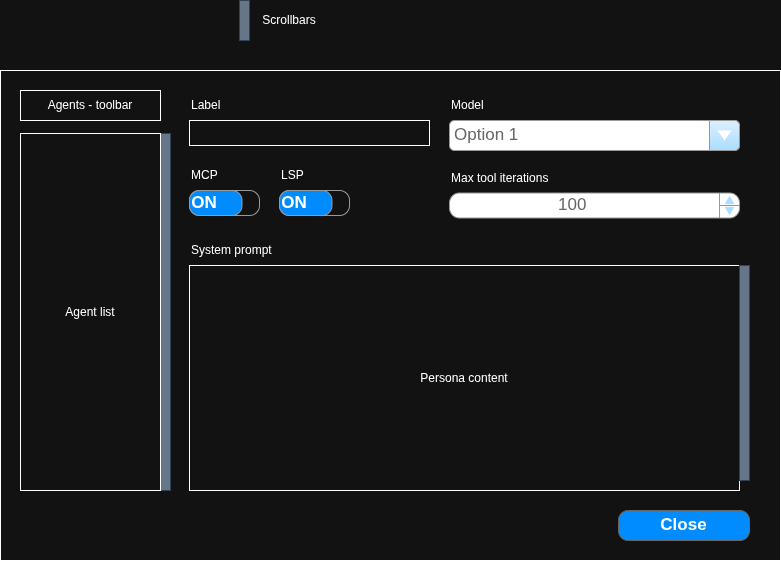 Scrollbars
Agents - toolbar
Label
Model
Option 1
MCP
LSP
Max tool iterations
ON
ON
100
System prompt
Agent list
Persona content
Close